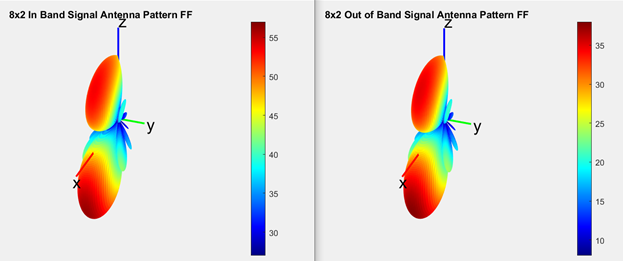 8x2 In Band Signal Antenna Pattern FF
z
y
x
55
50
45
40
35
30
8x2 Out of Band Signal Antenna Pattern FF
z
y
x
35
30
25
20
15
10